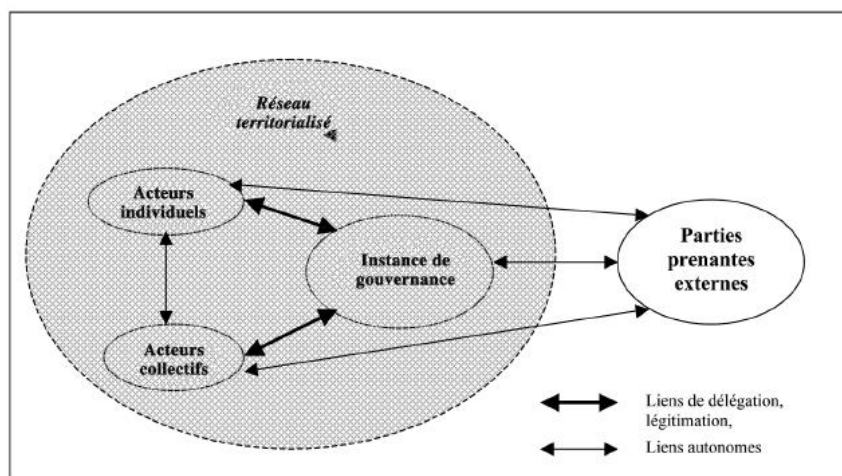 Réseau
territorialisé
Acteurs
individuels
Instance de
gouvernance
Acteurs
collectifs
Parties
prenantes
externes
Liens de délégation,
légitimation,
Liens autonomes